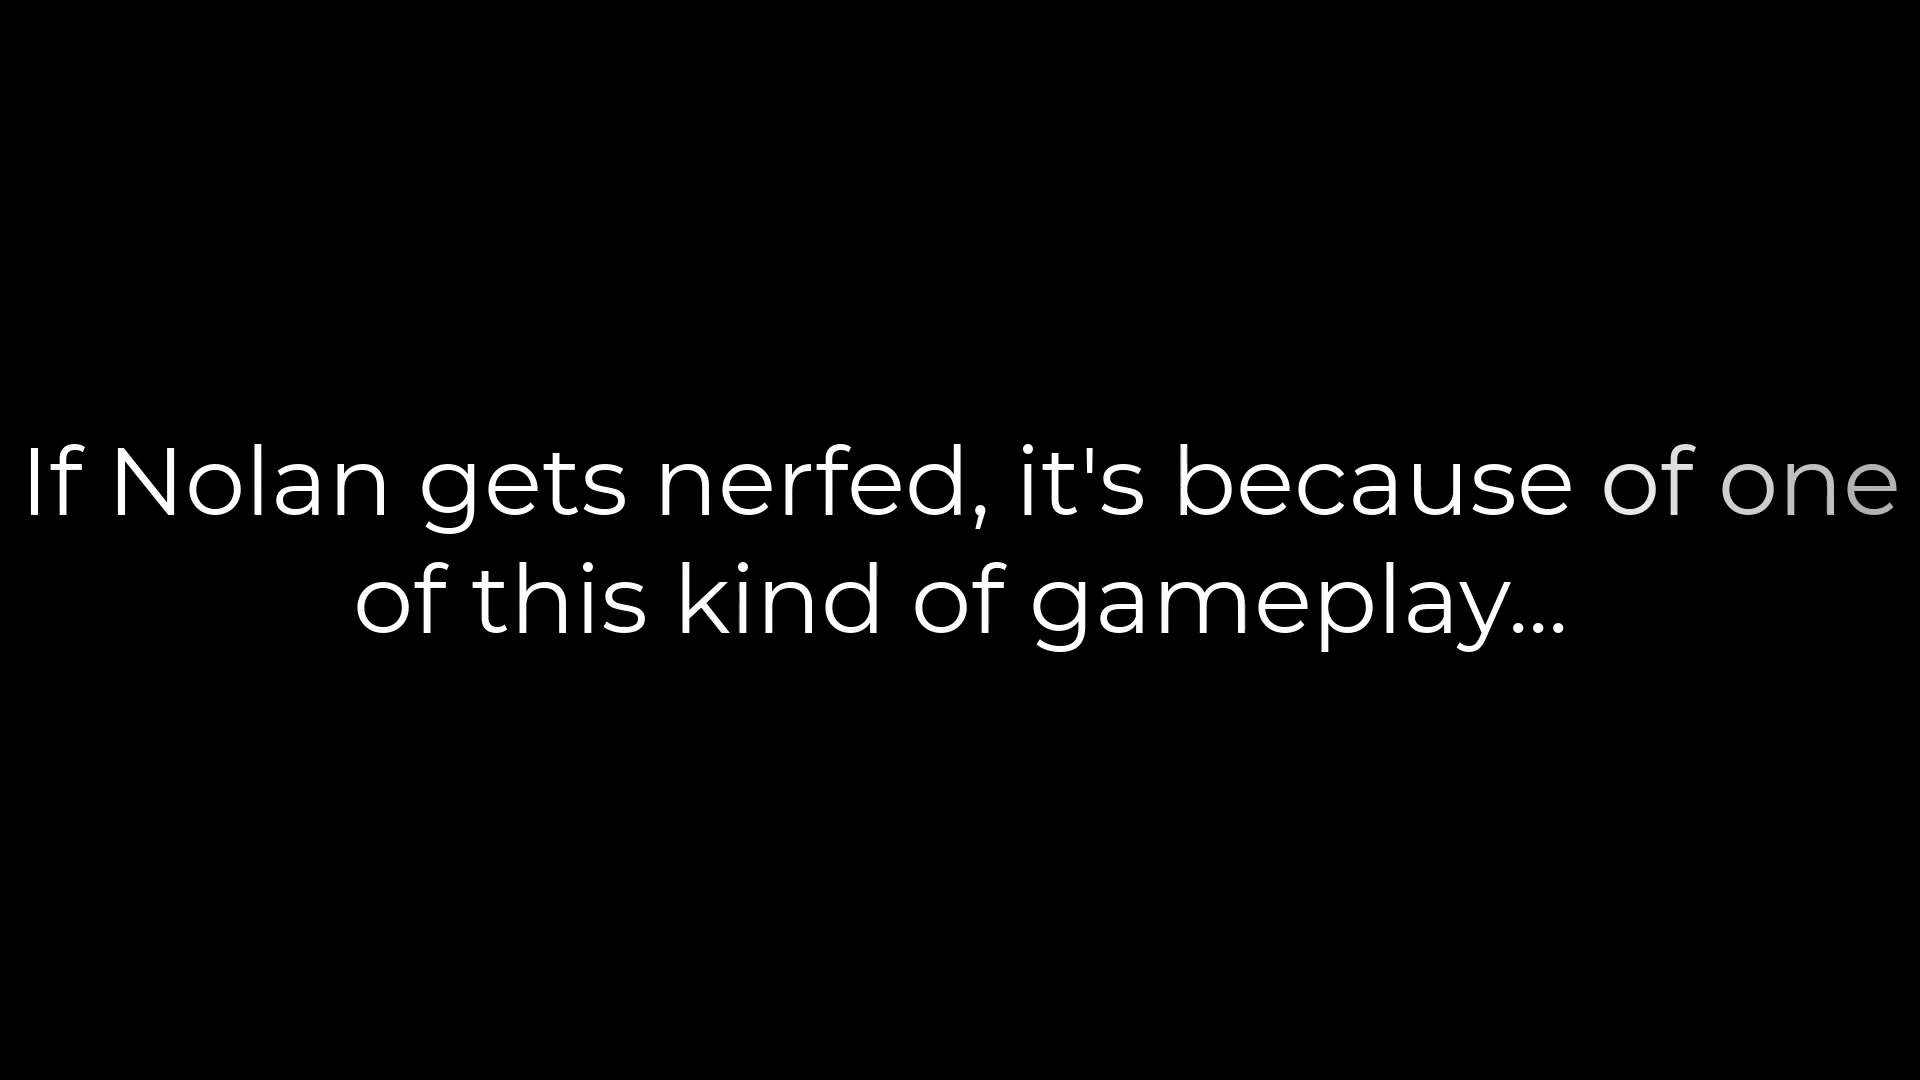 If Nolan gets nerfed, it's because of one
of this kind of gameplay...